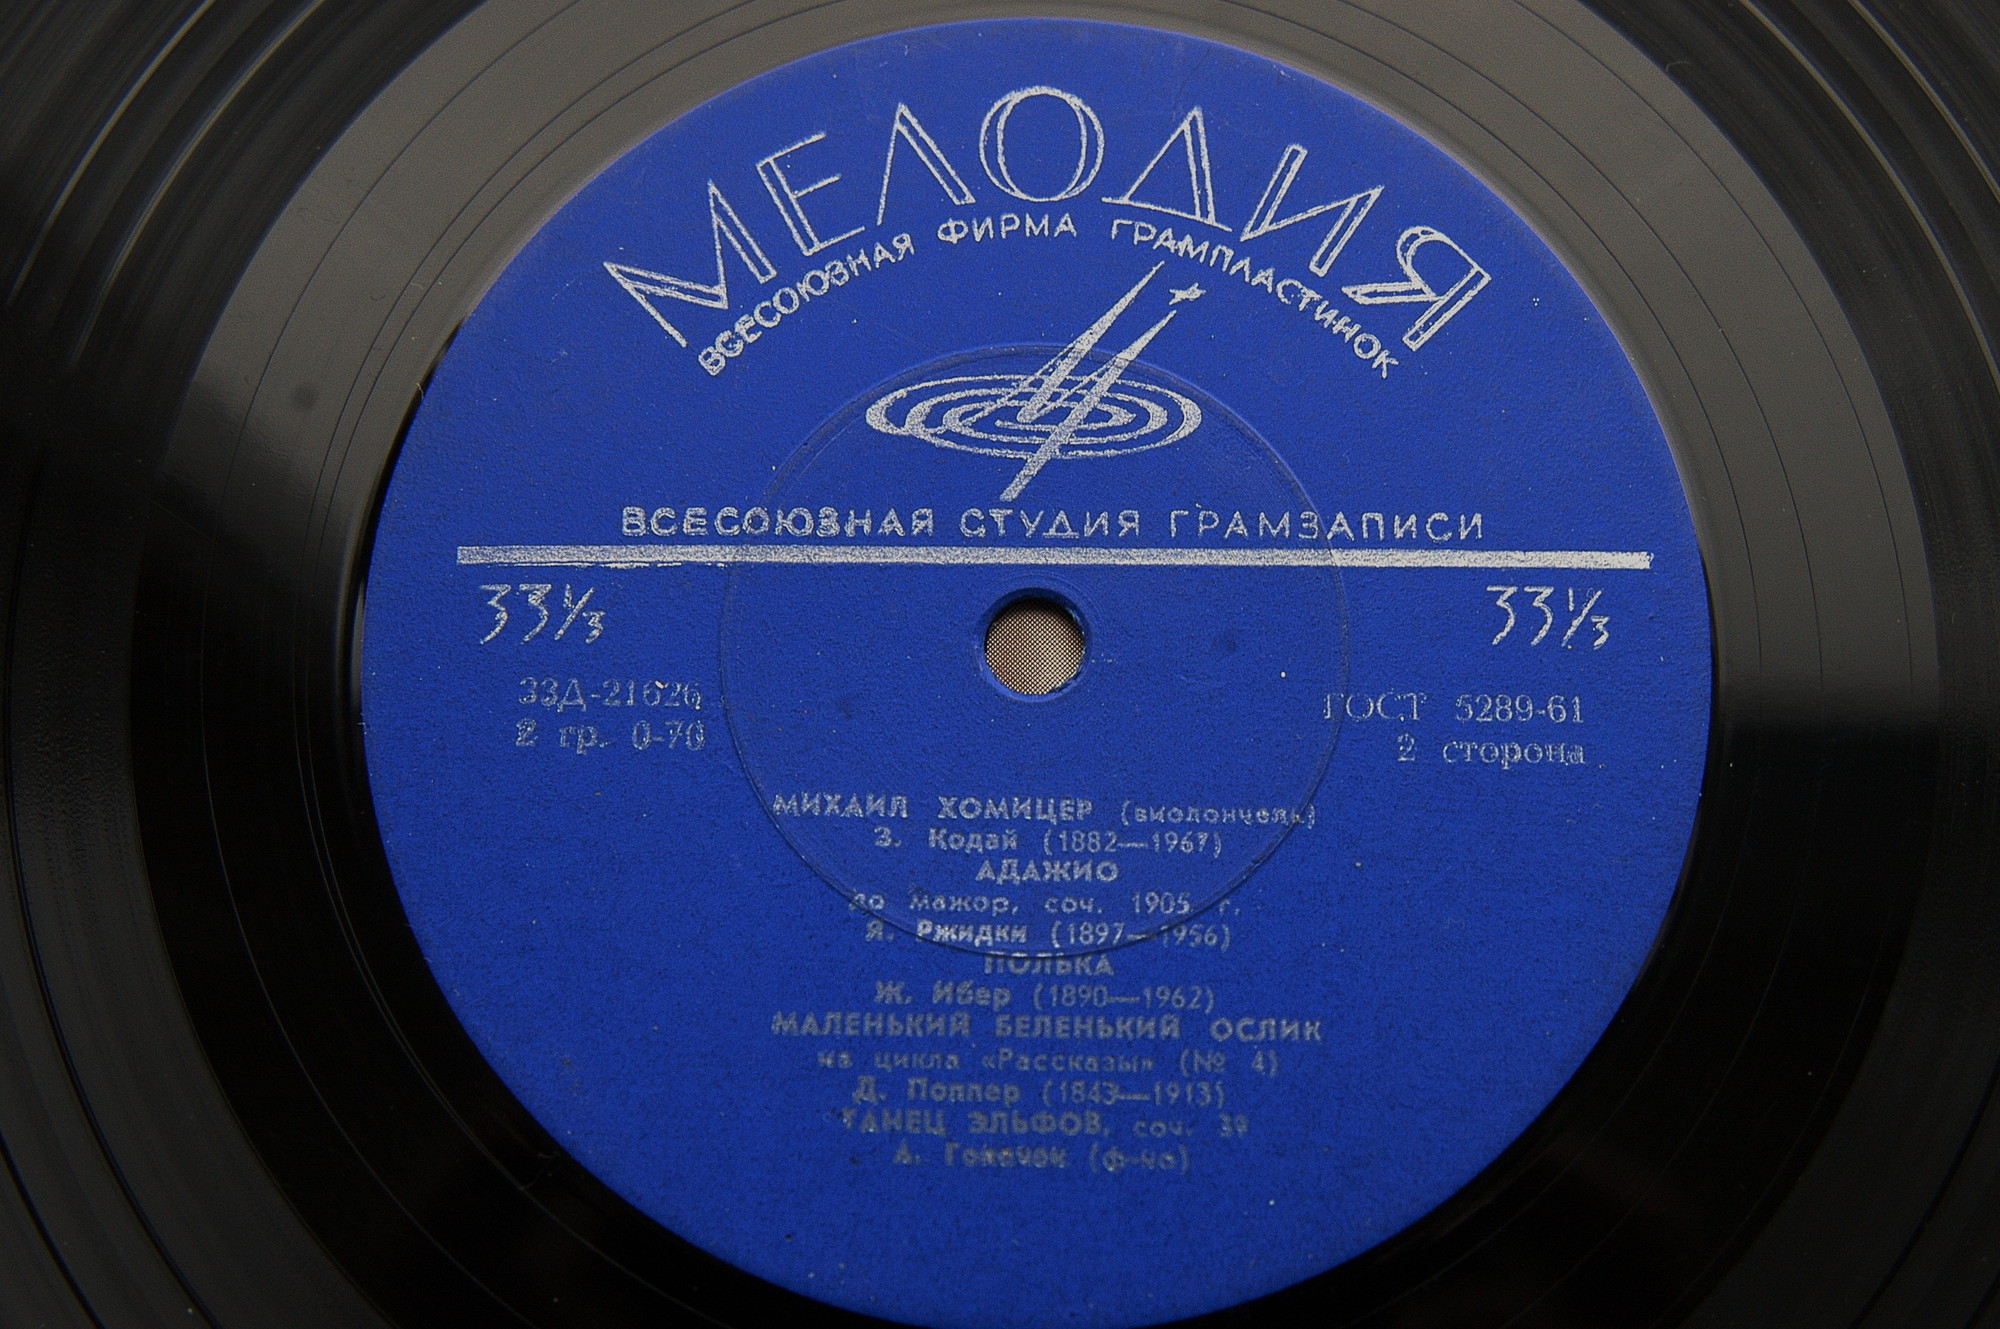 МЕЛОДИЯ
ВСЕСОЮЗНАЯ ФИРМА ГРАМПЛАСТИНОК
ВСЕСОЮЗНАЯ СТУДИЯ ГРАМЗАПИСИ
33⅓ 33⅓
33Д-21626 ГОСТ 5289-61
2 гр. 0-70 2 сторона
МИХАИЛ ХОМИЦЕР (виолончель)
З. Кодай (1882—1967)
АДАЖИО
до мажор, соч. 1905 г.
Я. Ржидки (1897—1956)
ПОЛЬКА
Ж. Ибер (1890—1962)
МАЛЕНЬКИЙ БЕЛЕНЬКИЙ ОСЛИК
из цикла «Рассказы» (№ 4)
Д. Поппер (1843—1913)
ТАНЕЦ ЭЛЬФОВ, соч. 39
А. (ф-но)